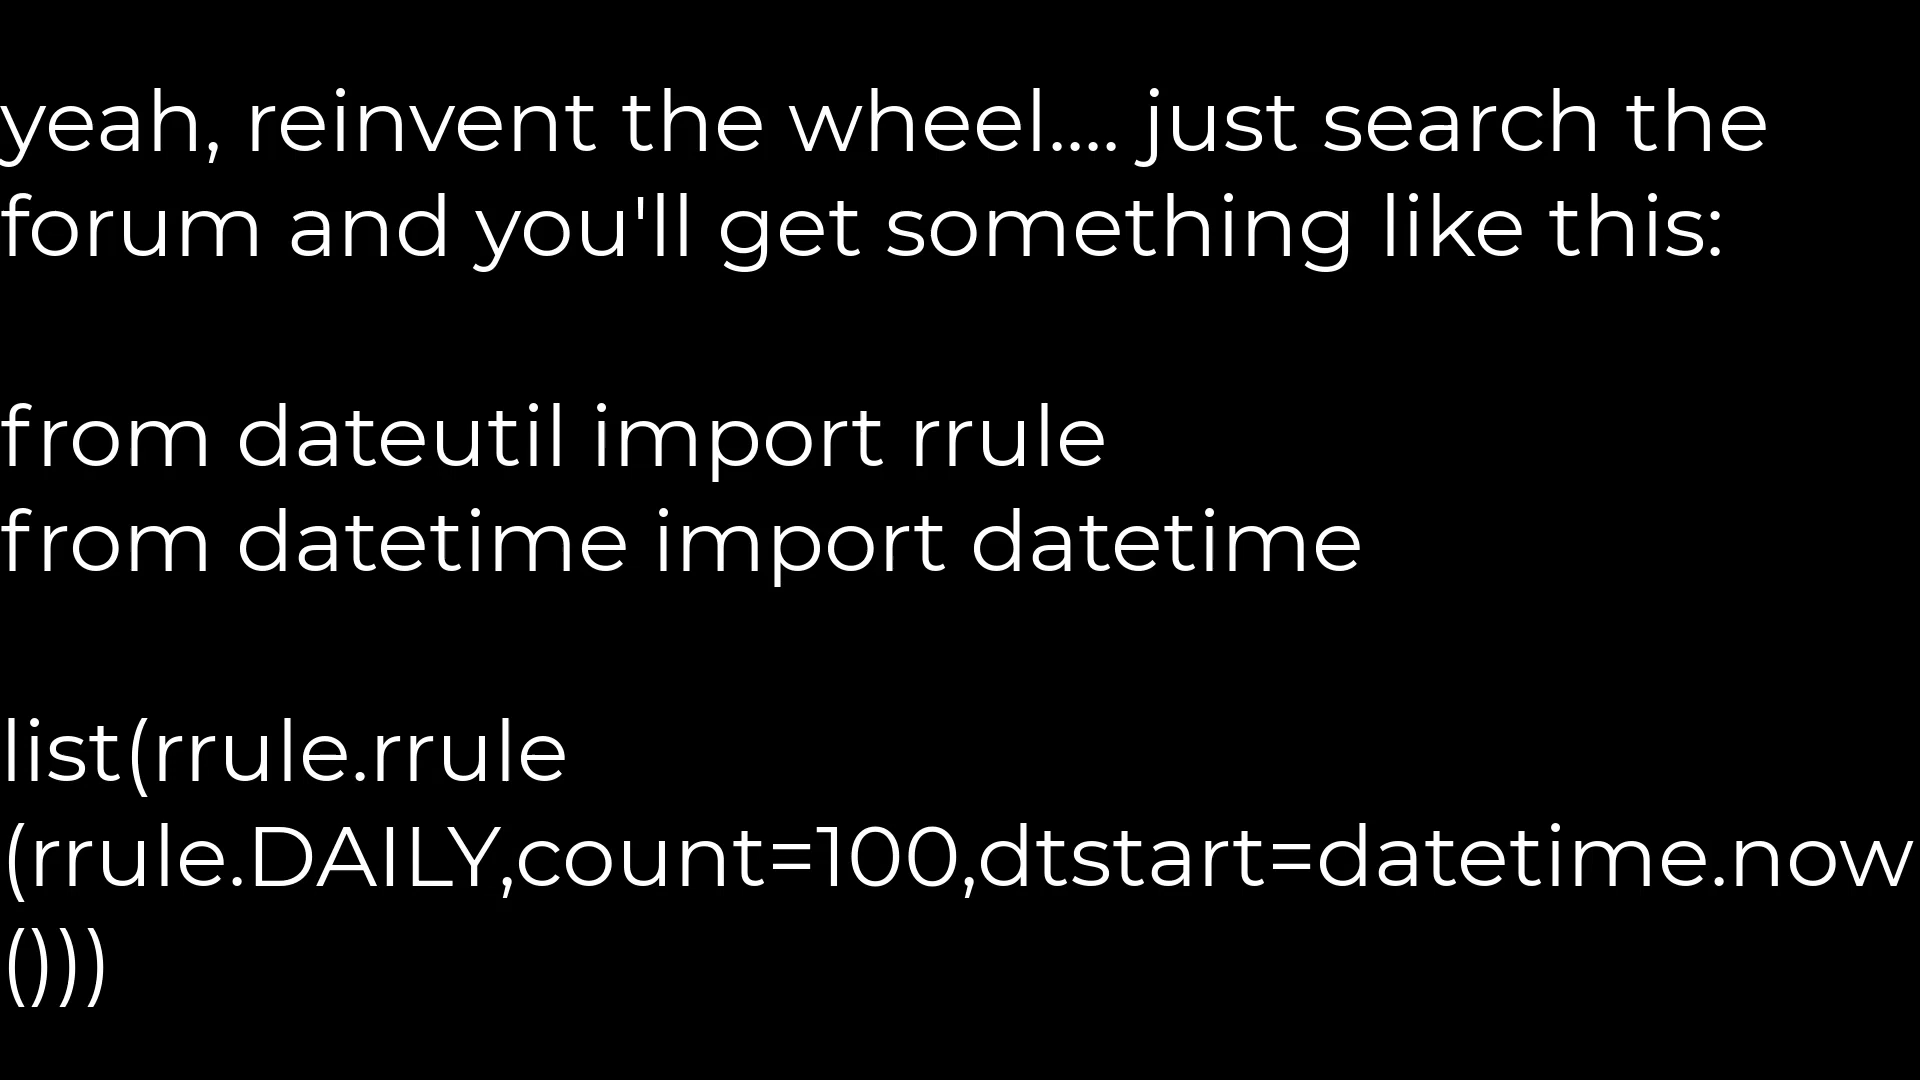 yeah, reinvent the wheel.... just search the
forum and you'll get something like this:
from dateutil import rrule
from datetime import datetime
list(rrule.rrule
(rrule.DAILY,count=100,dtstart=datetime.now
()))